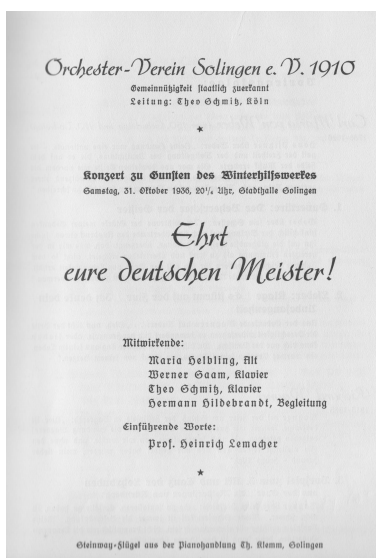 Orchester-Verein Solingen e. V. 1910
Gemeinnützigkeit staatlich zuerkannt
Leitung: Theo Schmitz, Köln
Konzert zu Gunsten des Winterhilfswerkes
Samstag, 31. Oktober 1936, 20¼ Uhr, Stadthalle Solingen
Ehrt
eure deutschen Meister!
Mitwirkende:
Maria Helbling, Alt
Werner Saam, Klavier
Theo Schmitz, Klavier
Hermann Hildebrandt, Begleitung
Einführende Worte:
Prof. Heinrich Lemacher
Steinway-Flügel aus der Pianohandlung Th. Klemm, Solingen